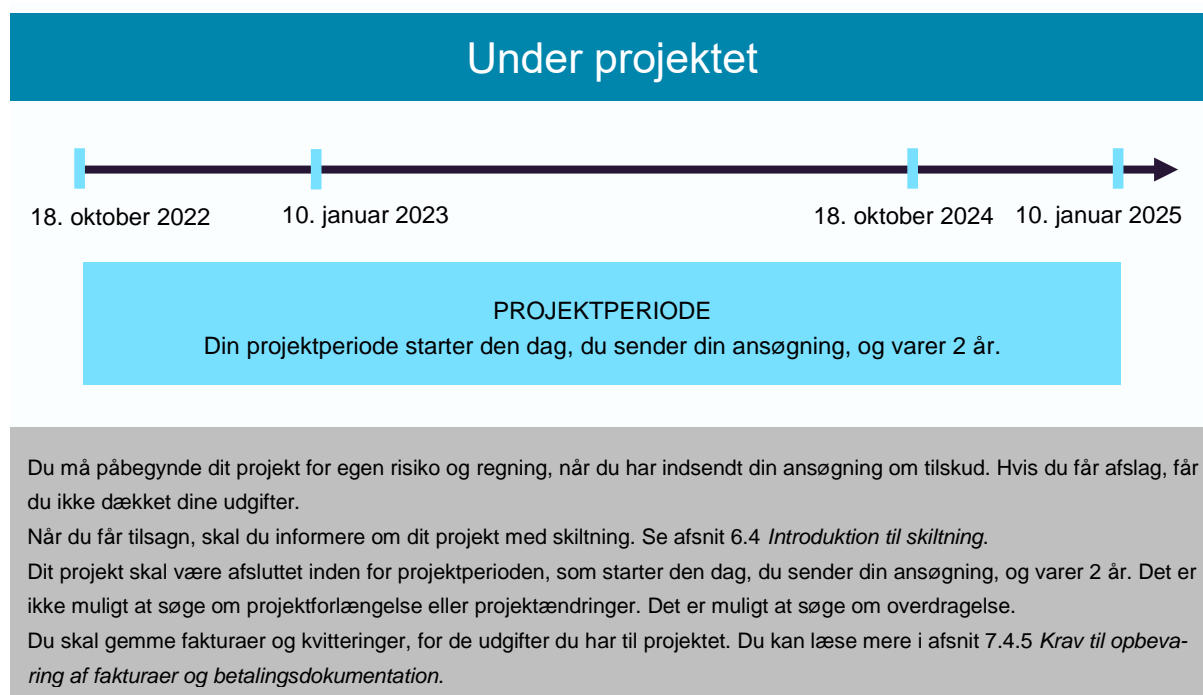 Under projektet
18. oktober 2022
10. januar 2023
18. oktober 2024
10. januar 2025
PROJEKTPERIODE
Din projektperiode starter den dag, du sender din ansøgning, og varer 2 år.
Du må påbegynde dit projekt for egen risiko og regning, når du har indsendt din ansøgning om tilskud. Hvis du får afslag, får
du ikke dækket dine udgifter.
Når du får tilsagn, skal du informere om dit projekt med skiltning. Se afsnit 6.4 Introduktion til skiltning.
Dit projekt skal være afsluttet inden for projektperioden, som starter den dag, du sender din ansøgning, og varer 2 år. Det er
ikke muligt at søge om projektforlængelse eller projektændringer. Det er muligt at søge om overdragelse.
Du skal gemme fakturaer og kvitteringer, for de udgifter du har til projektet. Du kan læse mere i afsnit 7.4.5 Krav til opbeva-
ring af fakturaer og betalingsdokumentation.